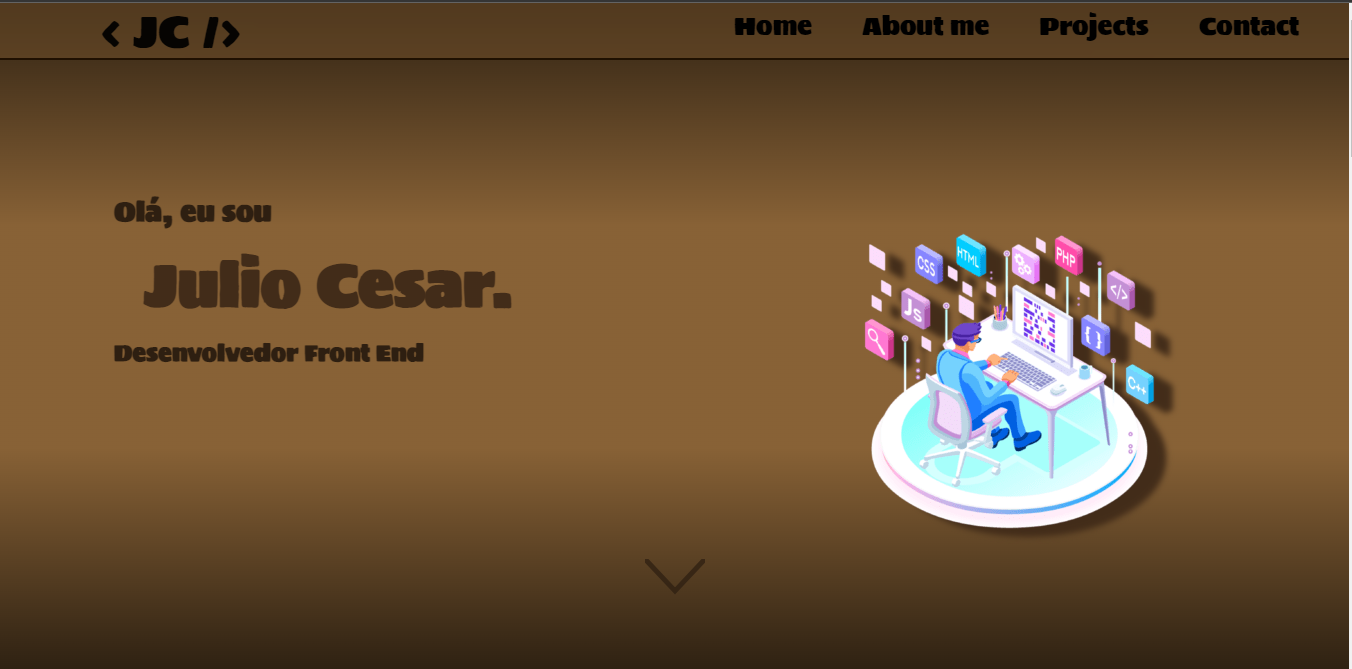 < JC />
Home About me Projects Contact
Olá, eu sou
Julio Cesar.
Desenvolvedor Front End
CSS
HTML
PHP
</>
Js
{ }
C++